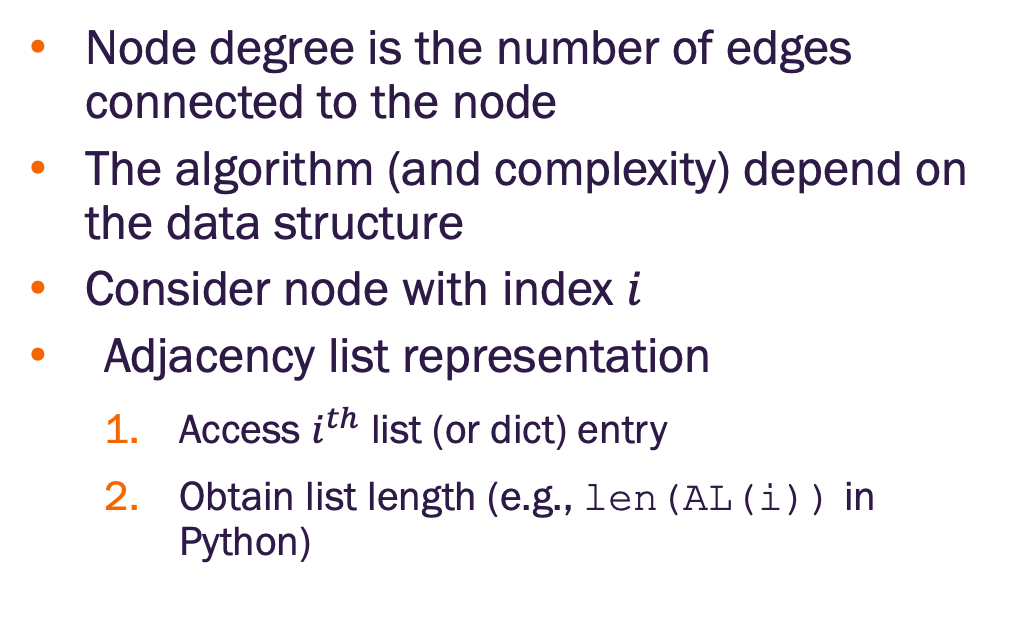 • Node degree is the number of edges
connected to the node
• The algorithm (and complexity) depend on
the data structure
• Consider node with index i
• Adjacency list representation
1. Access i^th list (or dict) entry
2. Obtain list length (e.g., len(AL(i)) in
Python)